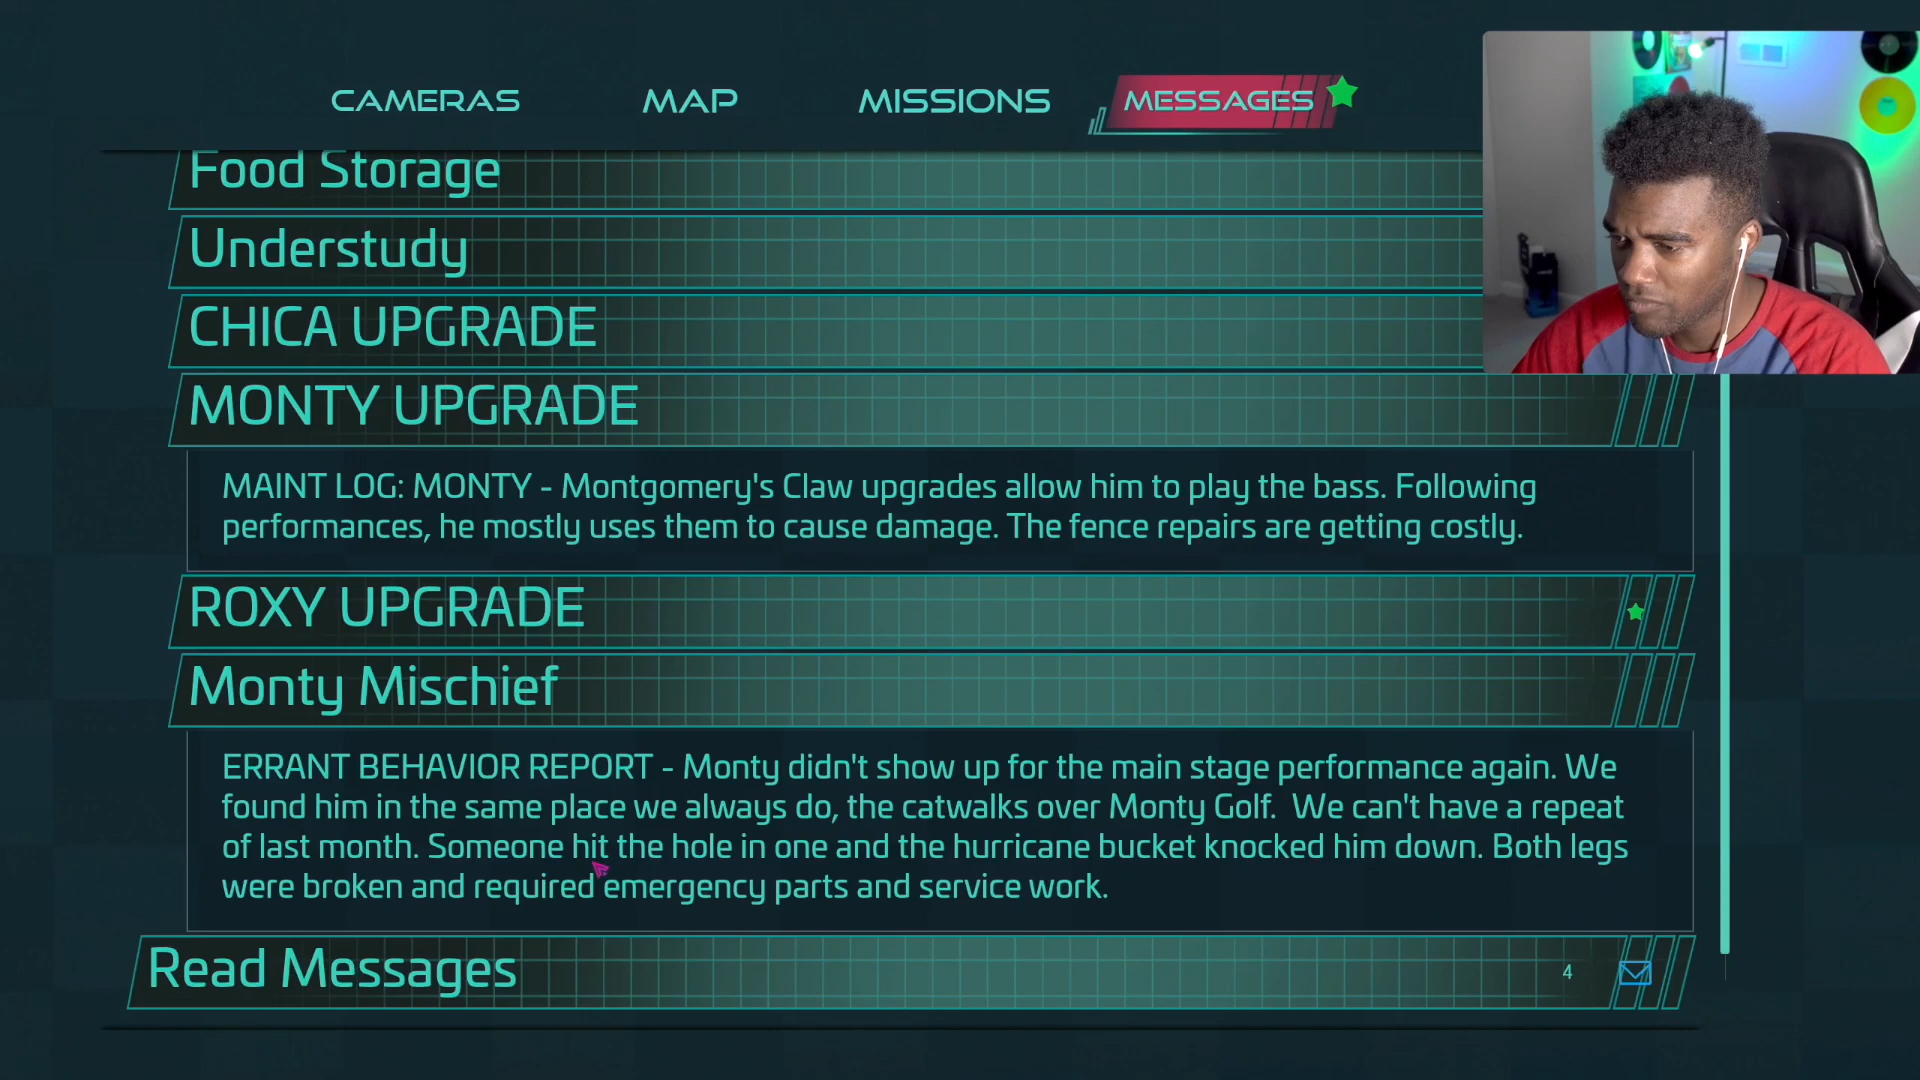 CAMERAS MAP MISSIONS MESSAGES
Food Storage
Understudy
CHICA UPGRADE
MONTY UPGRADE
MAINT LOG: MONTY - Montgomery's Claw upgrades allow him to play the bass. Following
performances, he mostly uses them to cause damage. The fence repairs are getting costly.
ROXY UPGRADE
Monty Mischief
ERRANT BEHAVIOR REPORT - Monty didn't show up for the main stage performance again. We
found him in the same place we always do, the catwalks over Monty Golf. We can't have a repeat
of last month. Someone hit the hole in one and the hurricane bucket knocked him down. Both legs
were broken and required emergency parts and service work.
Read Messages 4